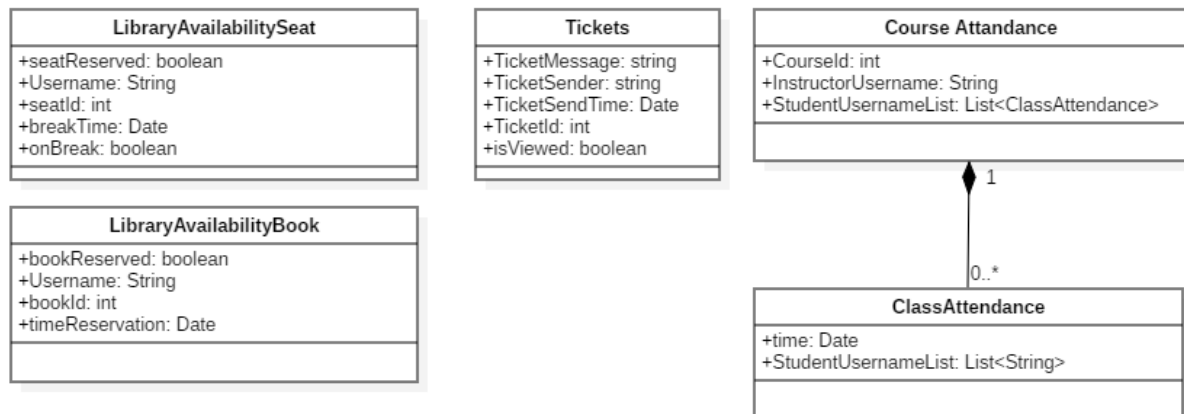 LibraryAvailabilitySeat
+seatReserved: boolean
+Username: String
+seatId: int
+breakTime: Date
+onBreak: boolean
Tickets
+TicketMessage: string
+TicketSender: string
+TicketSendTime: Date
+TicketId: int
+isViewed: boolean
Course Attandance
+CourseId: int
+InstructorUsername: String
+StudentUsernameList: List<ClassAttendance>
1
0..*
LibraryAvailabilityBook
+bookReserved: boolean
+Username: String
+bookId: int
+timeReservation: Date
ClassAttendance
+time: Date
+StudentUsernameList: List<String>